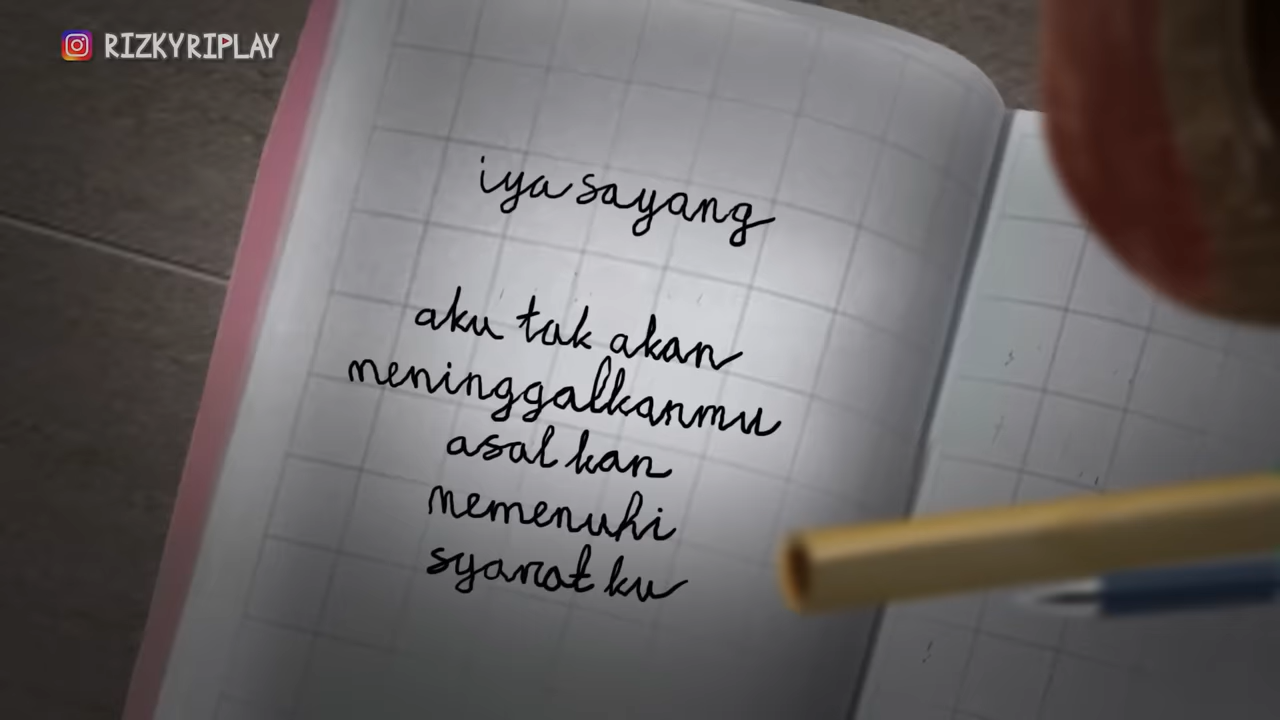 RIZKYRIPLAY
iya sayang
aku tak akan
meninggalkanmu
asal kan
memenuhi
syarat ku